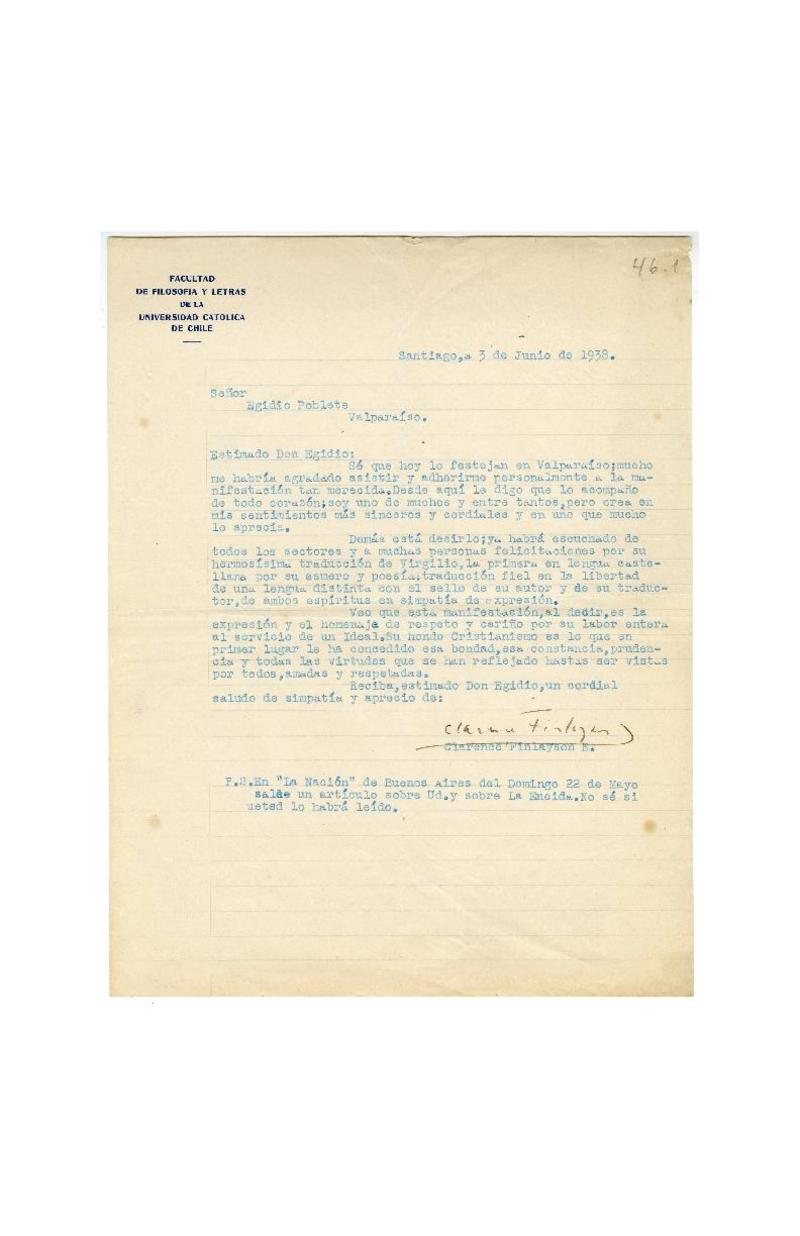 46.1
FACULTAD
DE FILOSOFIA Y LETRAS
DE LA
UNIVERSIDAD CATOLICA
DE CHILE
Santiago,a 3 de Junio de 1938.
Señor
Egidio Poblete
Valparaíso.
Estimado Don Egidio:
Sé que hoy lo festejan en Valparaíso;mucho
me habría agradado asistir y adherirme personalmente a la ma-
nifestación tan merecida.Desde aquí le digo que lo acompaño
de todo corazón;soy uno de muchos y entre tantos,pero crea en
mis sentimientos más sinceros y cordiales y en uno que mucho
lo aprecia.
Demás está decirlo;ya habrá escuchado de
todos los sectores y a muchas personas felicitaciones por su
hermosísima traducción de Virgilio,la primera en lengua caste-
llana por su esmero y poesía;traducción fiel en la libertad
de una lengua distinta con el sello de su autor y de su traduc-
tor,de ambos espíritus en simpatía de expresión.
Veo que esta manifestación,al decir,es la
expresión y el homenaje de respeto y cariño por su labor entera
al servicio de un Ideal.Su hondo Cristianismo es lo que en
primer lugar le ha concedido esa bondad,esa constancia,pruden-
cia y todas las virtudes que se han reflejado hastas ser vistas
por todos,amadas y respetadas.
Reciba,estimado Don Egidio,un cordial
saludo de simpatía y aprecio de:
Clarence Finlayson
Clarence Finlayson E.
P.S.En "La Nación" de Buenos Aires del Domingo 22 de Mayo
sale un artículo sobre Ud.y sobre La Eneida.No sé si
usted lo habrá leído.